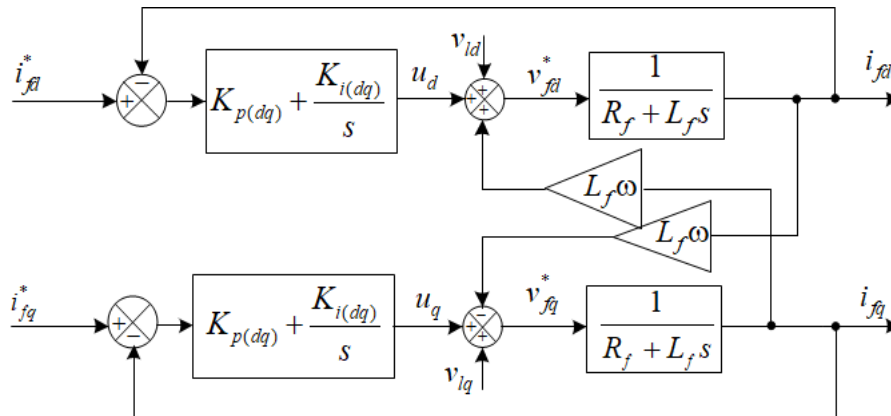 i*fd
+
−
K_p(dq) + K_i(dq)/s
u_d
v_ld
+
+
+
v*fd
1/(R_f + L_f s)
i_fd
L_f ω
L_f ω
i*fq
+
−
K_p(dq) + K_i(dq)/s
u_q
−
+
+
v_lq
v*fq
1/(R_f + L_f s)
i_fq